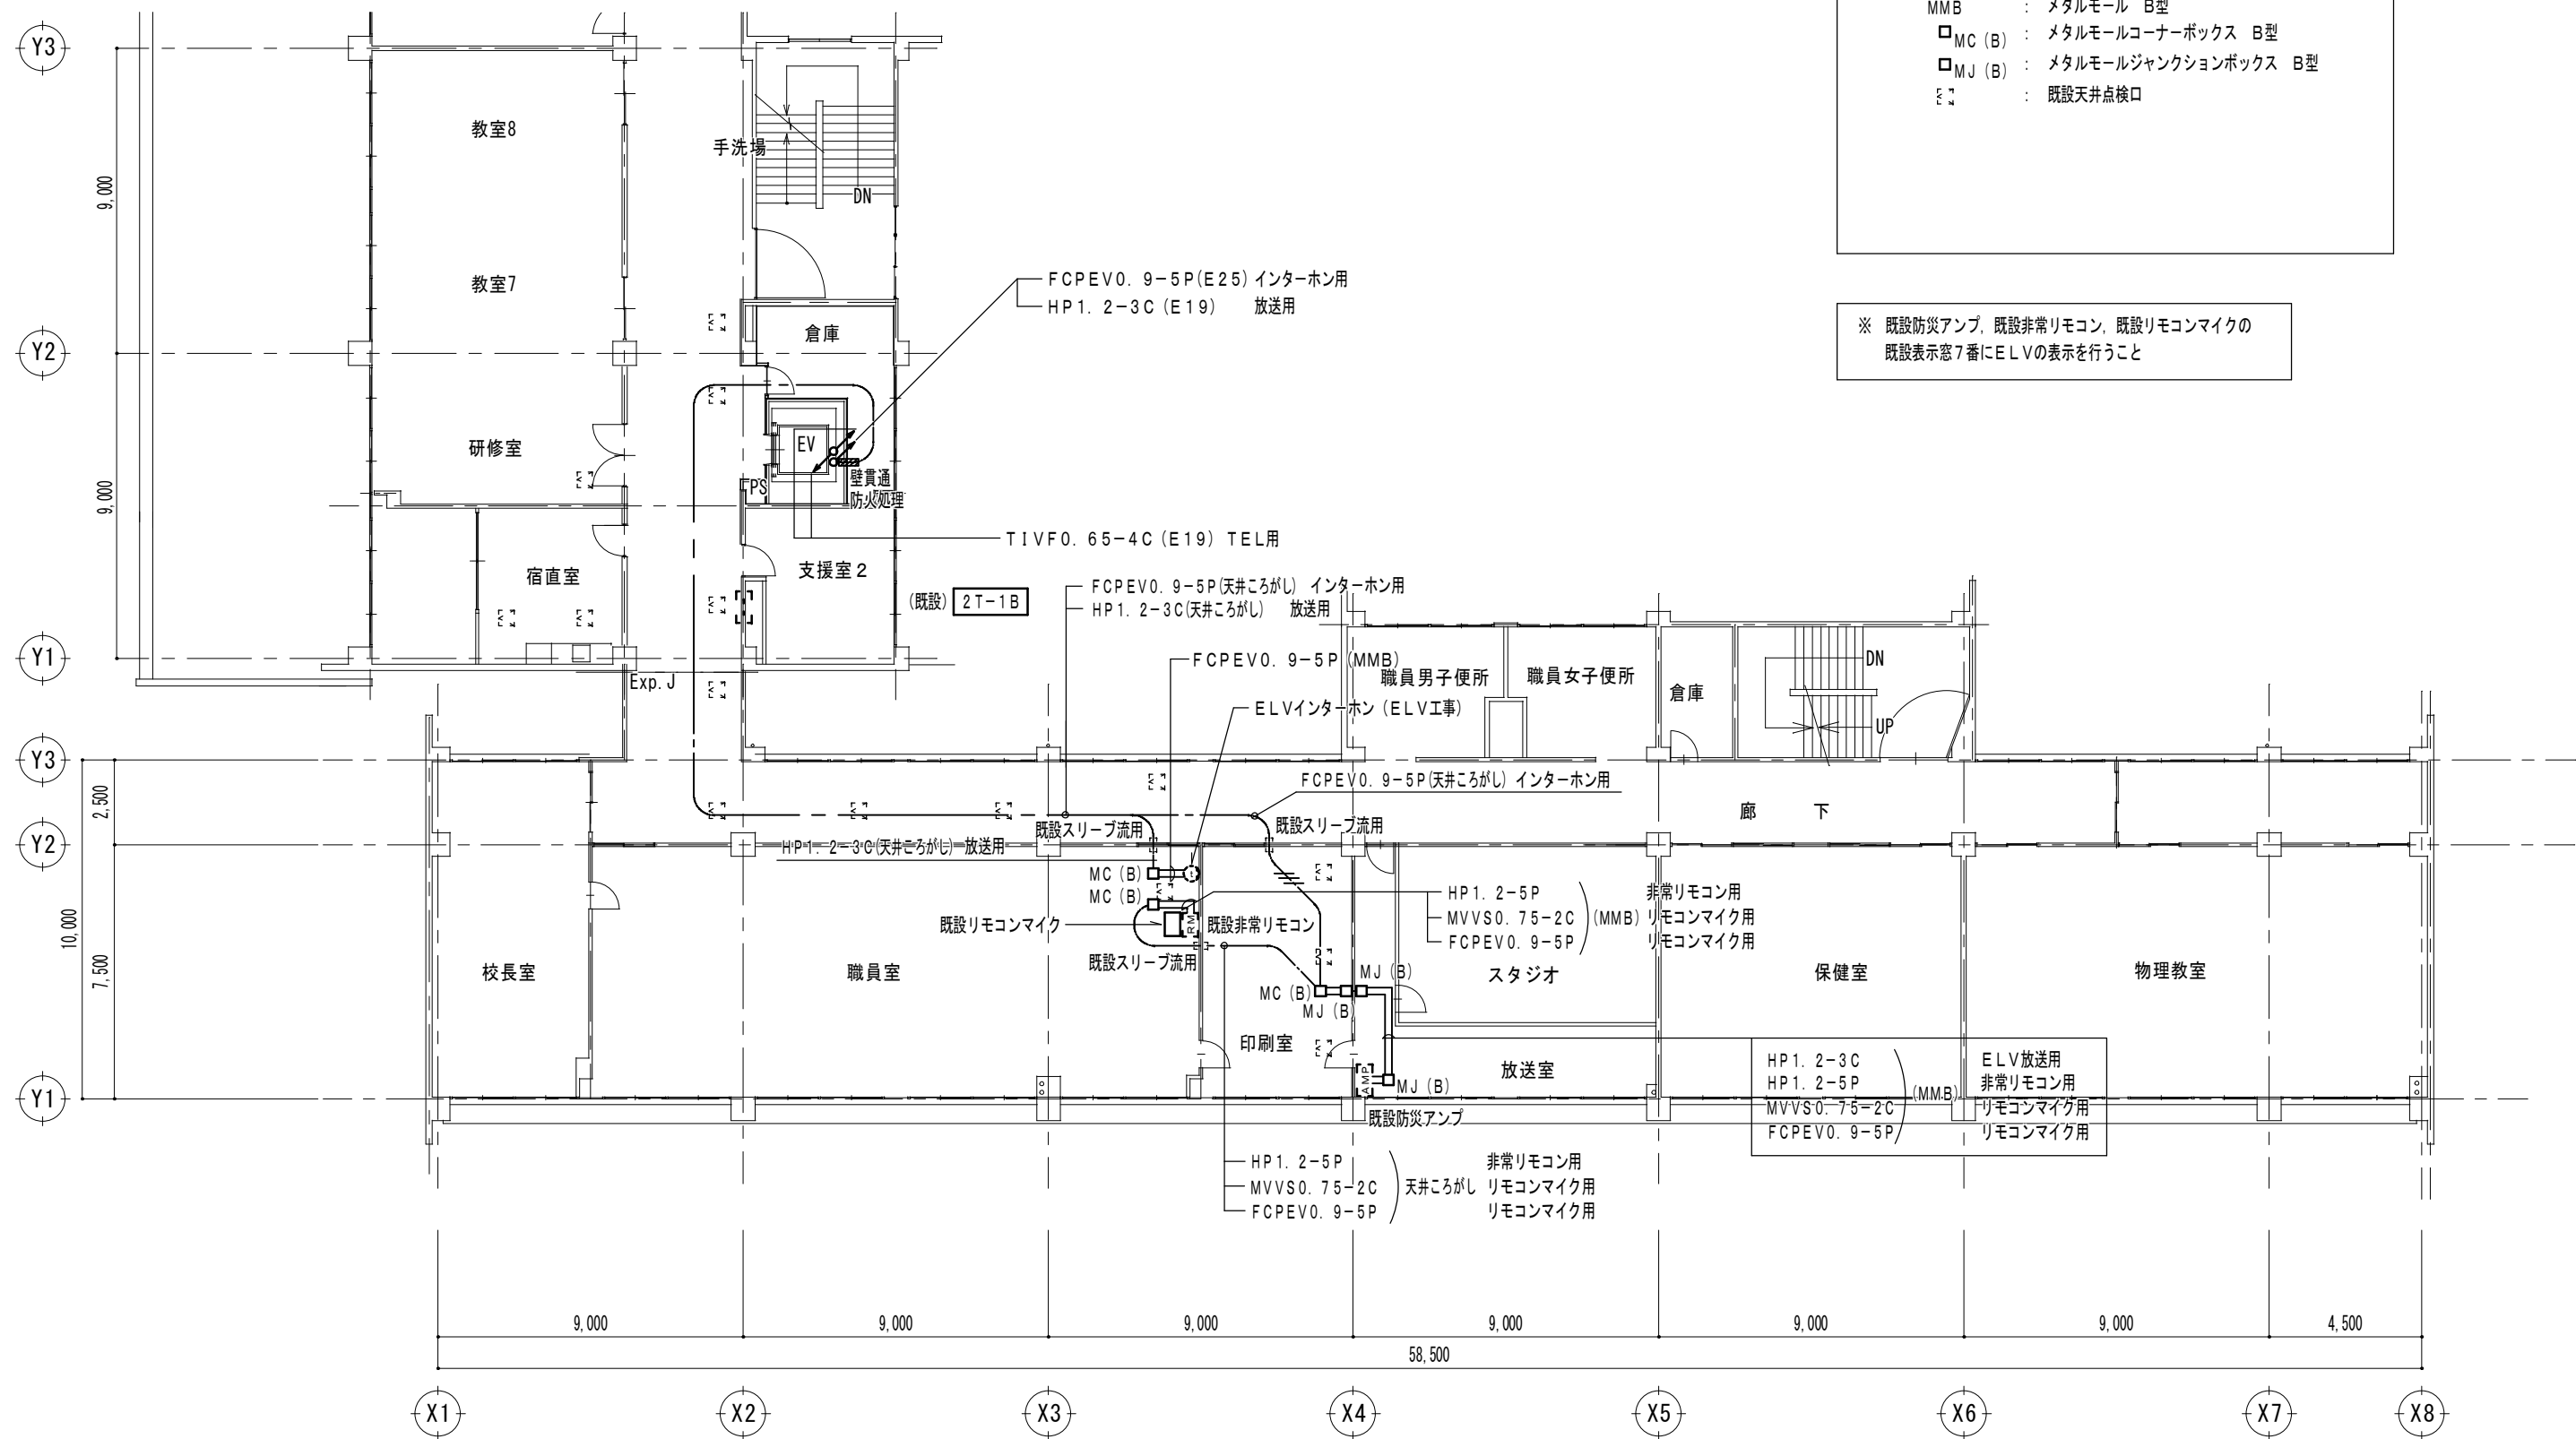 MMB : メタルモール B型
MC (B) : メタルモールコーナーボックス B型
MJ (B) : メタルモールジャンクションボックス B型
: 既設天井点検口
※ 既設防災アンプ, 既設非常リモコン, 既設リモコンマイクの
既設表示窓7番にELVの表示を行うこと
Y3
教室8
手洗場
DN
9,000
教室7
FCPEV0.9-5P(E25) インターホン用
HP1.2-3C (E19) 放送用
倉庫
Y2
研修室
EV
PS
壁貫通
防火処理
9,000
TIVF0.65-4C (E19) TEL用
宿直室
支援室2
(既設) 2T-1B
FCPEV0.9-5P(天井ころがし) インターホン用
HP1.2-3C(天井ころがし) 放送用
Y1
Exp.J
FCPEV0.9-5P (MMB)
ELVインターホン (ELV工事)
職員男子便所
職員女子便所
倉庫
DN
UP
Y3
2,500
FCPEV0.9-5P(天井ころがし) インターホン用
廊 下
既設スリーブ流用
既設スリーブ流用
Y2
HP1.2-3C(天井ころがし) 放送用
MC (B)
MC (B)
RM
既設リモコンマイク
既設非常リモコン
既設スリーブ流用
HP1.2-5P 非常リモコン用
MVVS0.75-2C (MMB) リモコンマイク用
FCPEV0.9-5P リモコンマイク用
10,000
7,500
校長室
職員室
MJ (B)
MC (B)
MJ (B)
スタジオ
保健室
物理教室
印刷室
放送室
AMP
MJ (B)
既設防災アンプ
HP1.2-3C ELV放送用
HP1.2-5P 非常リモコン用
MVVS0.75-2C (MMB) リモコンマイク用
FCPEV0.9-5P リモコンマイク用
Y1
HP1.2-5P 非常リモコン用
MVVS0.75-2C 天井ころがし リモコンマイク用
FCPEV0.9-5P リモコンマイク用
9,000 9,000 9,000 9,000 9,000 9,000 4,500
58,500
X1 X2 X3 X4 X5 X6 X7 X8